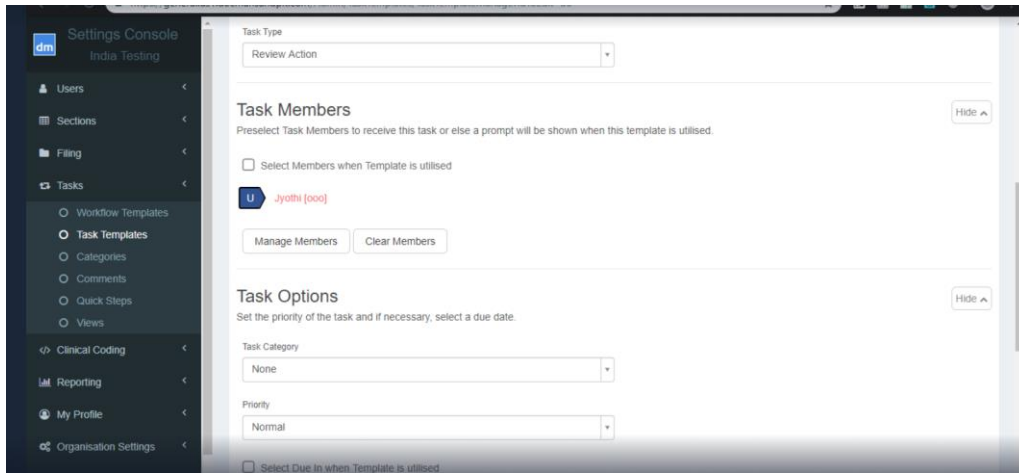 dm
Settings Console
India Testing
Users
Sections
Filing
Tasks
Workflow Templates
Task Templates
Categories
Comments
Quick Steps
Views
Clinical Coding
Reporting
My Profile
Organisation Settings
Task Type
Review Action
Task Members
Hide
Preselect Task Members to receive this task or else a prompt will be shown when this template is utilised.
Select Members when Template is utilised
U Jyothi [ooo]
Manage Members Clear Members
Task Options
Hide
Set the priority of the task and if necessary, select a due date.
Task Category
None
Priority
Normal
Select Due In when Template is utilised